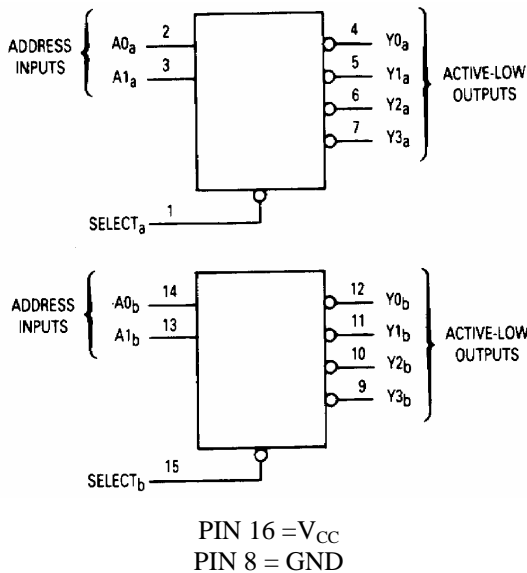 ADDRESS
INPUTS
A0a
2
A1a
3
4
Y0a
5
Y1a
6
Y2a
7
Y3a
ACTIVE-LOW
OUTPUTS
SELECTa
1
ADDRESS
INPUTS
A0b
14
A1b
13
12
Y0b
11
Y1b
10
Y2b
9
Y3b
ACTIVE-LOW
OUTPUTS
SELECTb
15
PIN 16 =VCC
PIN 8 = GND